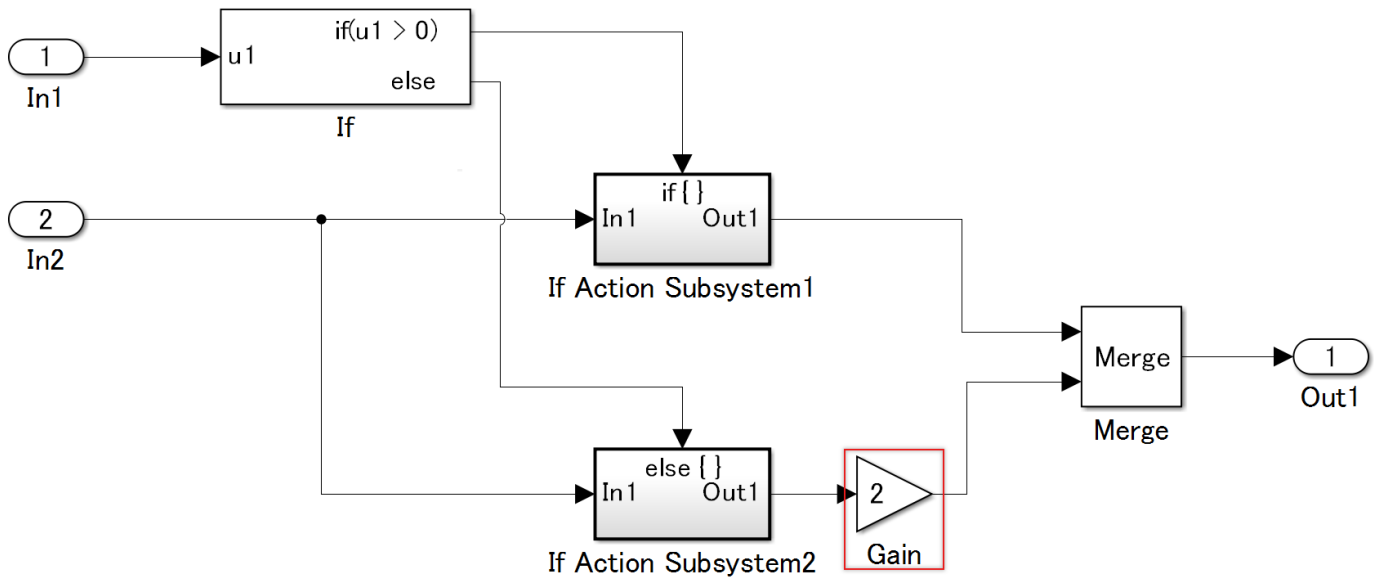 1
In1
u1
if(u1 > 0)
else
If
2
In2
if { }
In1
Out1
If Action Subsystem1
else { }
In1
Out1
If Action Subsystem2
2
Gain
Merge
Merge
1
Out1